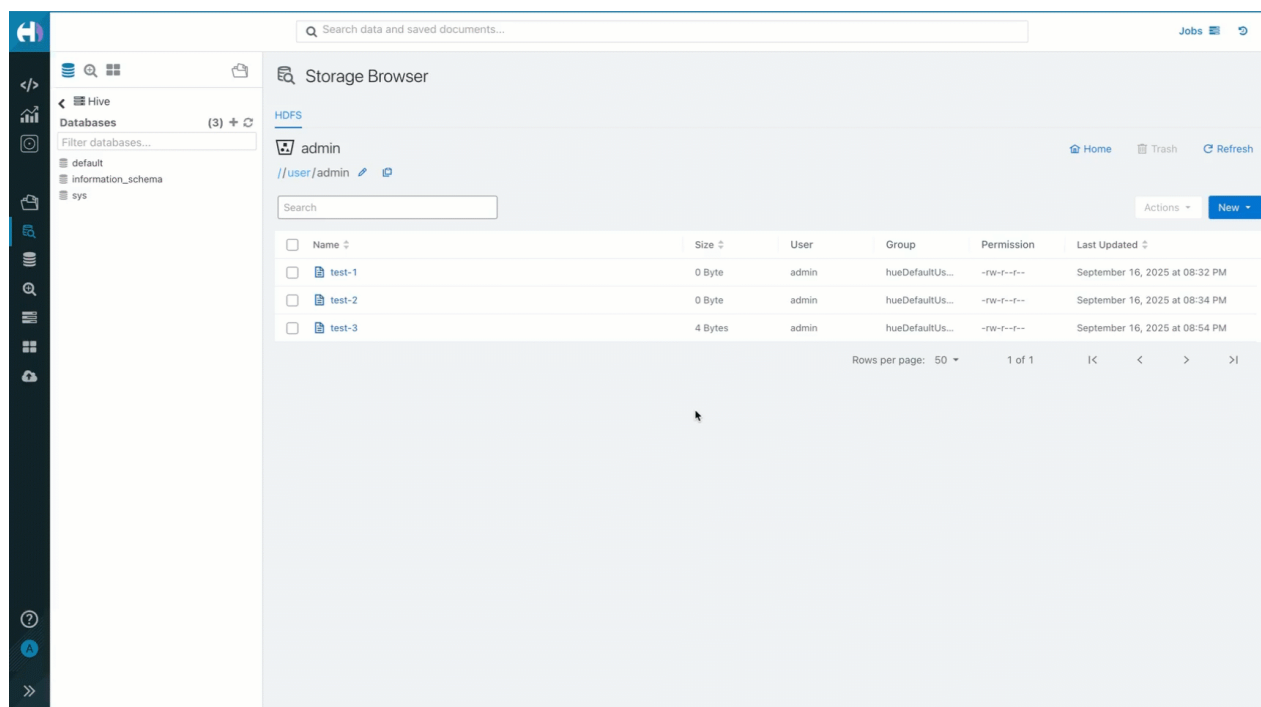 Search data and saved documents...
Jobs
Storage Browser
</>
Hive
Databases (3)
Filter databases...
default
information_schema
sys
HDFS
admin
Home Trash Refresh
//user/admin
Search
Actions New
Name Size User Group Permission Last Updated
test-1 0 Byte admin hueDefaultUs... -rw-r--r-- September 16, 2025 at 08:32 PM
test-2 0 Byte admin hueDefaultUs... -rw-r--r-- September 16, 2025 at 08:34 PM
test-3 4 Bytes admin hueDefaultUs... -rw-r--r-- September 16, 2025 at 08:54 PM
Rows per page: 50 1 of 1
A